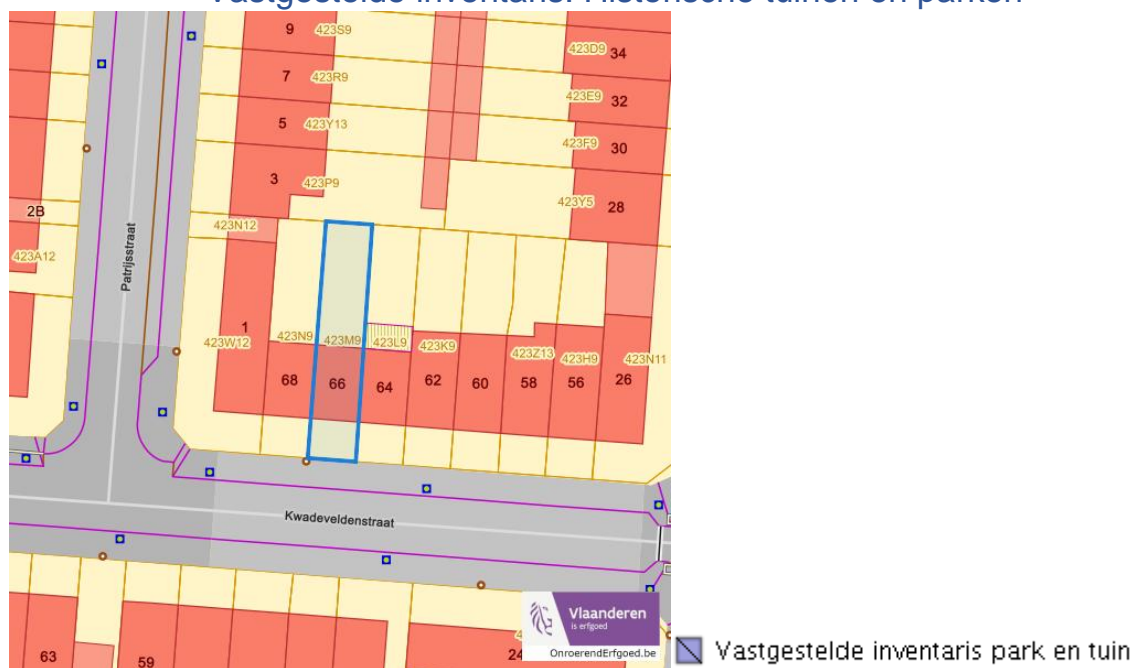 Vastgestelde inventaris: Historische tuinen en parken
9 423S9
423D9 34
7 423R9
423E9 32
5 423Y13
423F9 30
3 423P9
423Y5 28
2B
423N12
423A12
Patrijsstraat
1
423W12
423N9 423M9 423L9 423K9
423Z13 423H9 423N11
68 66 64 62 60 58 56 26
Kwadeveldenstraat
63 59
24
Vlaanderen
is erfgoed
OnroerendErfgoed.be
Vastgestelde inventaris park en tuin